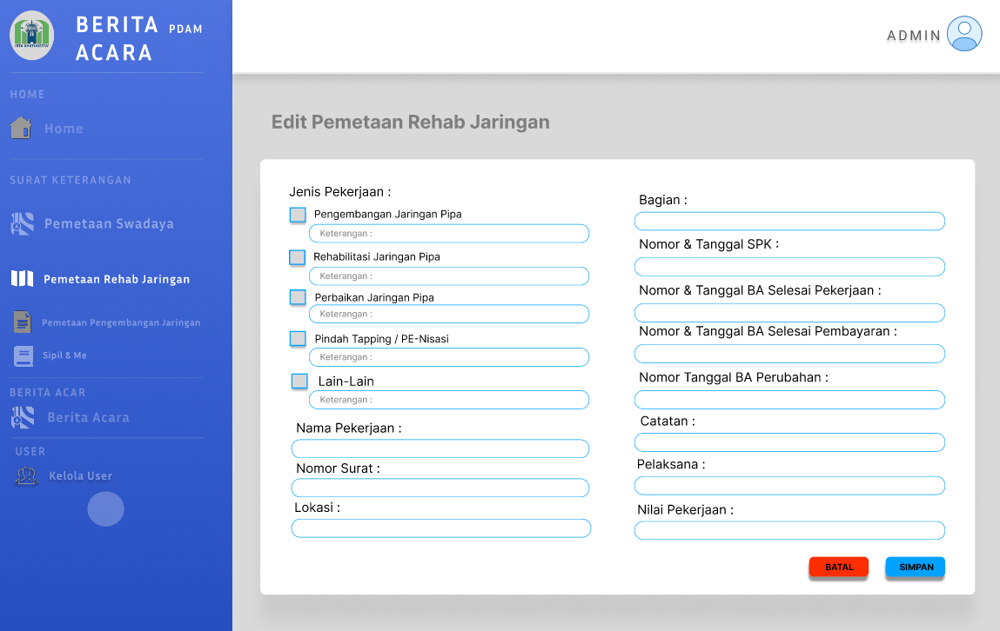 BERITA PDAM
ACARA
ADMIN
HOME
Home
SURAT KETERANGAN
Pemetaan Swadaya
Pemetaan Rehab Jaringan
Pemetaan Pengembangan Jaringan
Sipil & Me
BERITA ACAR
Berita Acara
USER
Kelola User
Edit Pemetaan Rehab Jaringan
Jenis Pekerjaan :
Pengembangan Jaringan Pipa
Keterangan :
Rehabilitasi Jaringan Pipa
Keterangan :
Perbaikan Jaringan Pipa
Keterangan :
Pindah Tapping / PE-Nisasi
Keterangan :
Lain-Lain
Keterangan :
Nama Pekerjaan :
Nomor Surat :
Lokasi :
Bagian :
Nomor & Tanggal SPK :
Nomor & Tanggal BA Selesai Pekerjaan :
Nomor & Tanggal BA Selesai Pembayaran :
Nomor Tanggal BA Perubahan :
Catatan :
Pelaksana :
Nilai Pekerjaan :
BATAL
SIMPAN